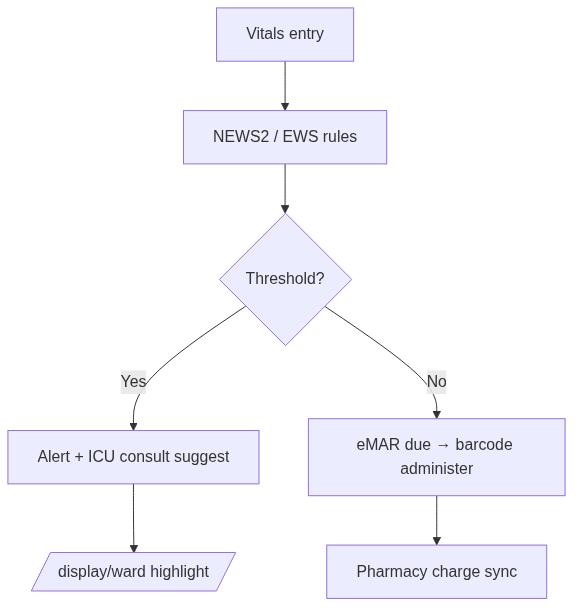 Vitals entry
NEWS2 / EWS rules
Threshold?
Yes
No
Alert + ICU consult suggest
eMAR due → barcode
administer
display/ward highlight
Pharmacy charge sync